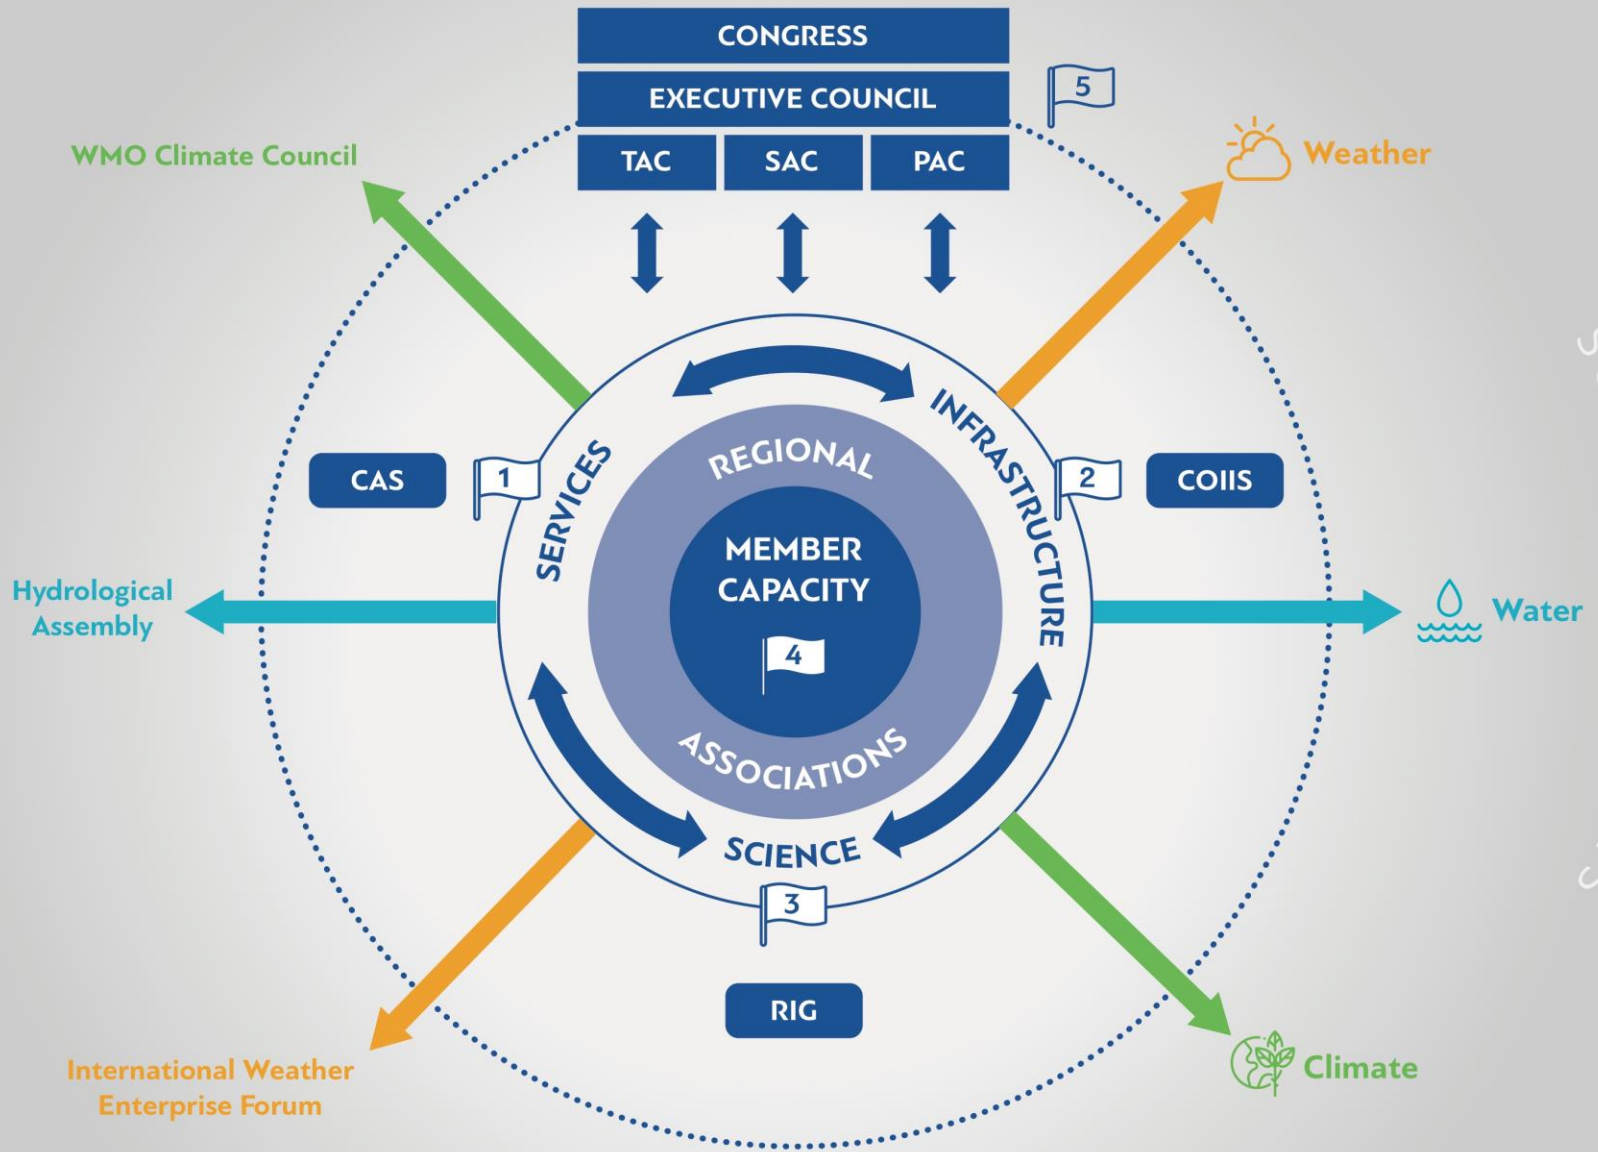 CONGRESS
EXECUTIVE COUNCIL
5
TAC
SAC
PAC
WMO Climate Council
Weather
SERVICES
INFRASTRUCTURE
REGIONAL
CAS
1
2
COIIS
MEMBER
CAPACITY
4
Hydrological
Assembly
Water
ASSOCIATIONS
SCIENCE
3
RIG
International Weather
Enterprise Forum
Climate